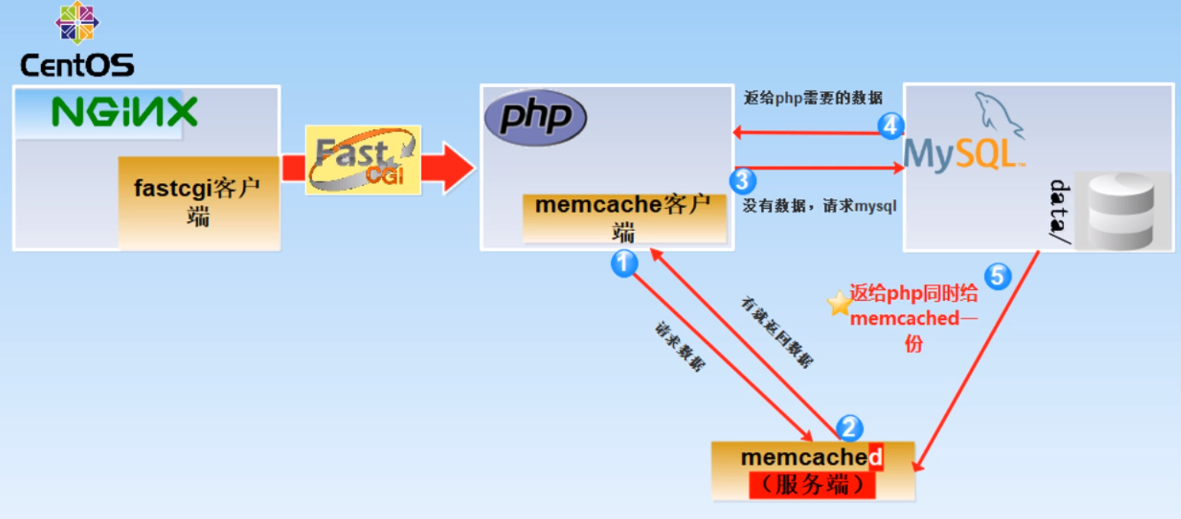 CentOS
NGiNX
fastcgi客户
端
Fast
CGI
php
memcache客户
端
返给php需要的数据
4
3
没有数据，请求mysql
MySQL
TM
data/
1
请求数据
有就返回数据
2
5
返给php同时给
memcached一
份
memcached
（服务端）